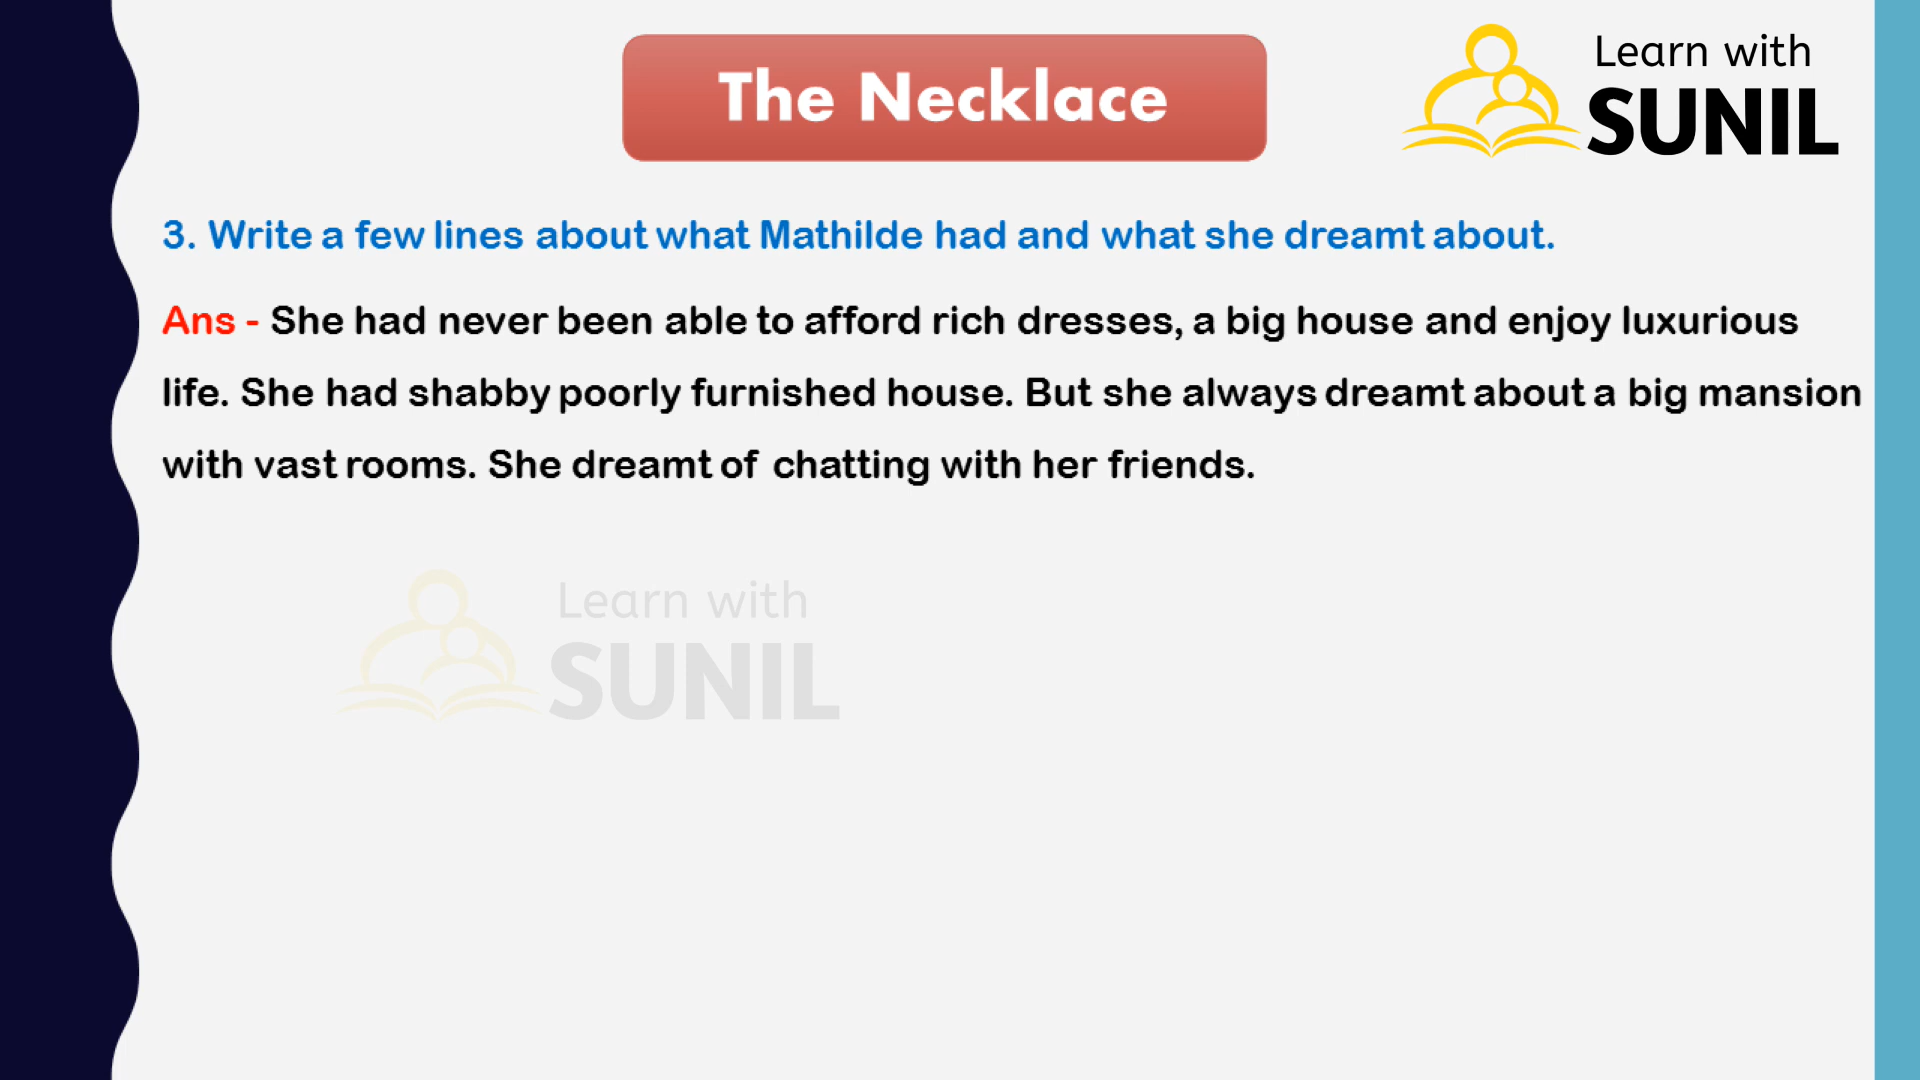 The Necklace
Learn with
SUNIL
3. Write a few lines about what Mathilde had and what she dreamt about.
Ans - She had never been able to afford rich dresses, a big house and enjoy luxurious
life. She had shabby poorly furnished house. But she always dreamt about a big mansion
with vast rooms. She dreamt of chatting with her friends.
Learn with
SUNIL